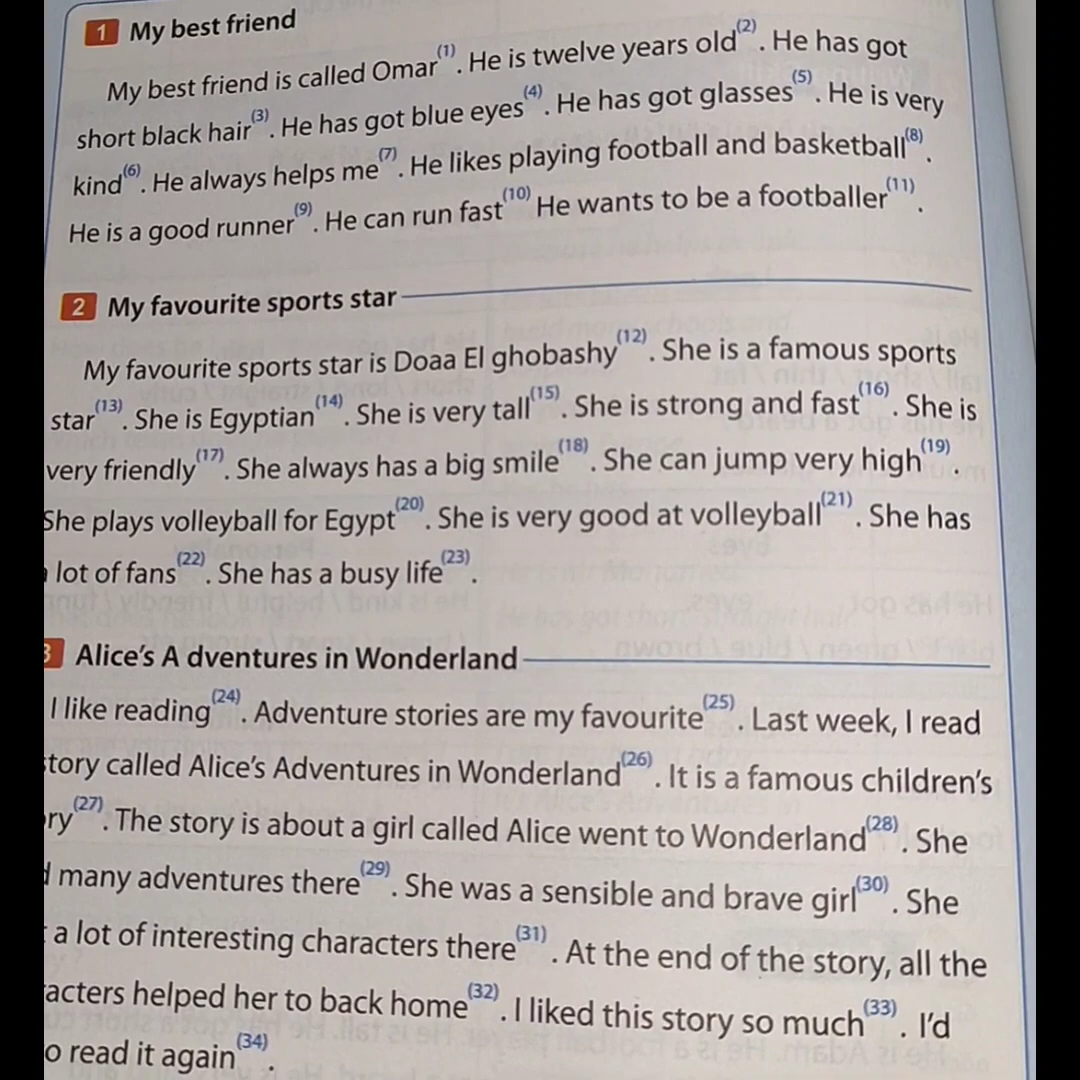 1 My best friend
My best friend is called Omar(1). He is twelve years old(2). He has got
short black hair(3). He has got blue eyes(4). He has got glasses(5). He is very
kind(6). He always helps me(7). He likes playing football and basketball(8).
He is a good runner(9). He can run fast(10) He wants to be a footballer(11).
2 My favourite sports star
My favourite sports star is Doaa El ghobashy(12). She is a famous sports
star(13). She is Egyptian(14). She is very tall(15). She is strong and fast(16). She is
very friendly(17). She always has a big smile(18). She can jump very high(19).
She plays volleyball for Egypt(20). She is very good at volleyball(21). She has
lot of fans(22). She has a busy life(23).
3 Alice's A dventures in Wonderland
I like reading(24). Adventure stories are my favourite(25). Last week, I read
story called Alice's Adventures in Wonderland(26). It is a famous children's
ry(27). The story is about a girl called Alice went to Wonderland(28). She
many adventures there(29). She was a sensible and brave girl(30). She
a lot of interesting characters there(31). At the end of the story, all the
acters helped her to back home(32). I liked this story so much(33). I'd
o read it again(34).